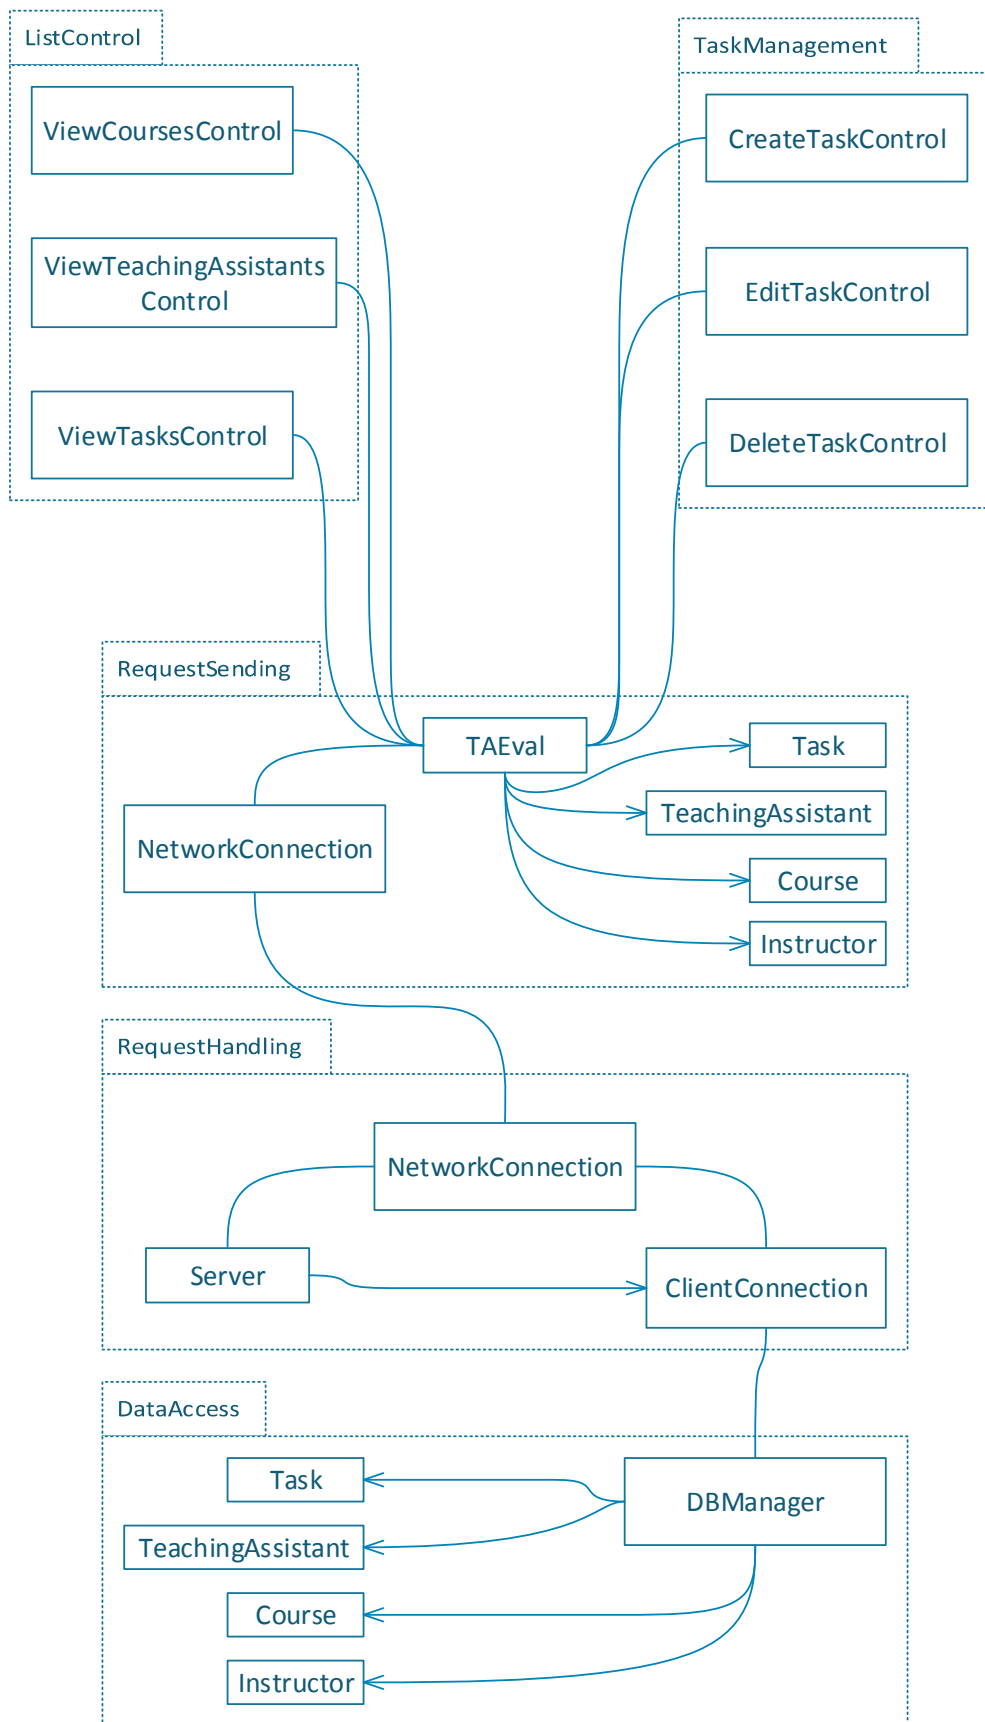 ListControl
ViewCoursesControl
ViewTeachingAssistants
Control
ViewTasksControl
TaskManagement
CreateTaskControl
EditTaskControl
DeleteTaskControl
RequestSending
TAEval
Task
TeachingAssistant
NetworkConnection
Course
Instructor
RequestHandling
NetworkConnection
Server
ClientConnection
DataAccess
Task
DBManager
TeachingAssistant
Course
Instructor